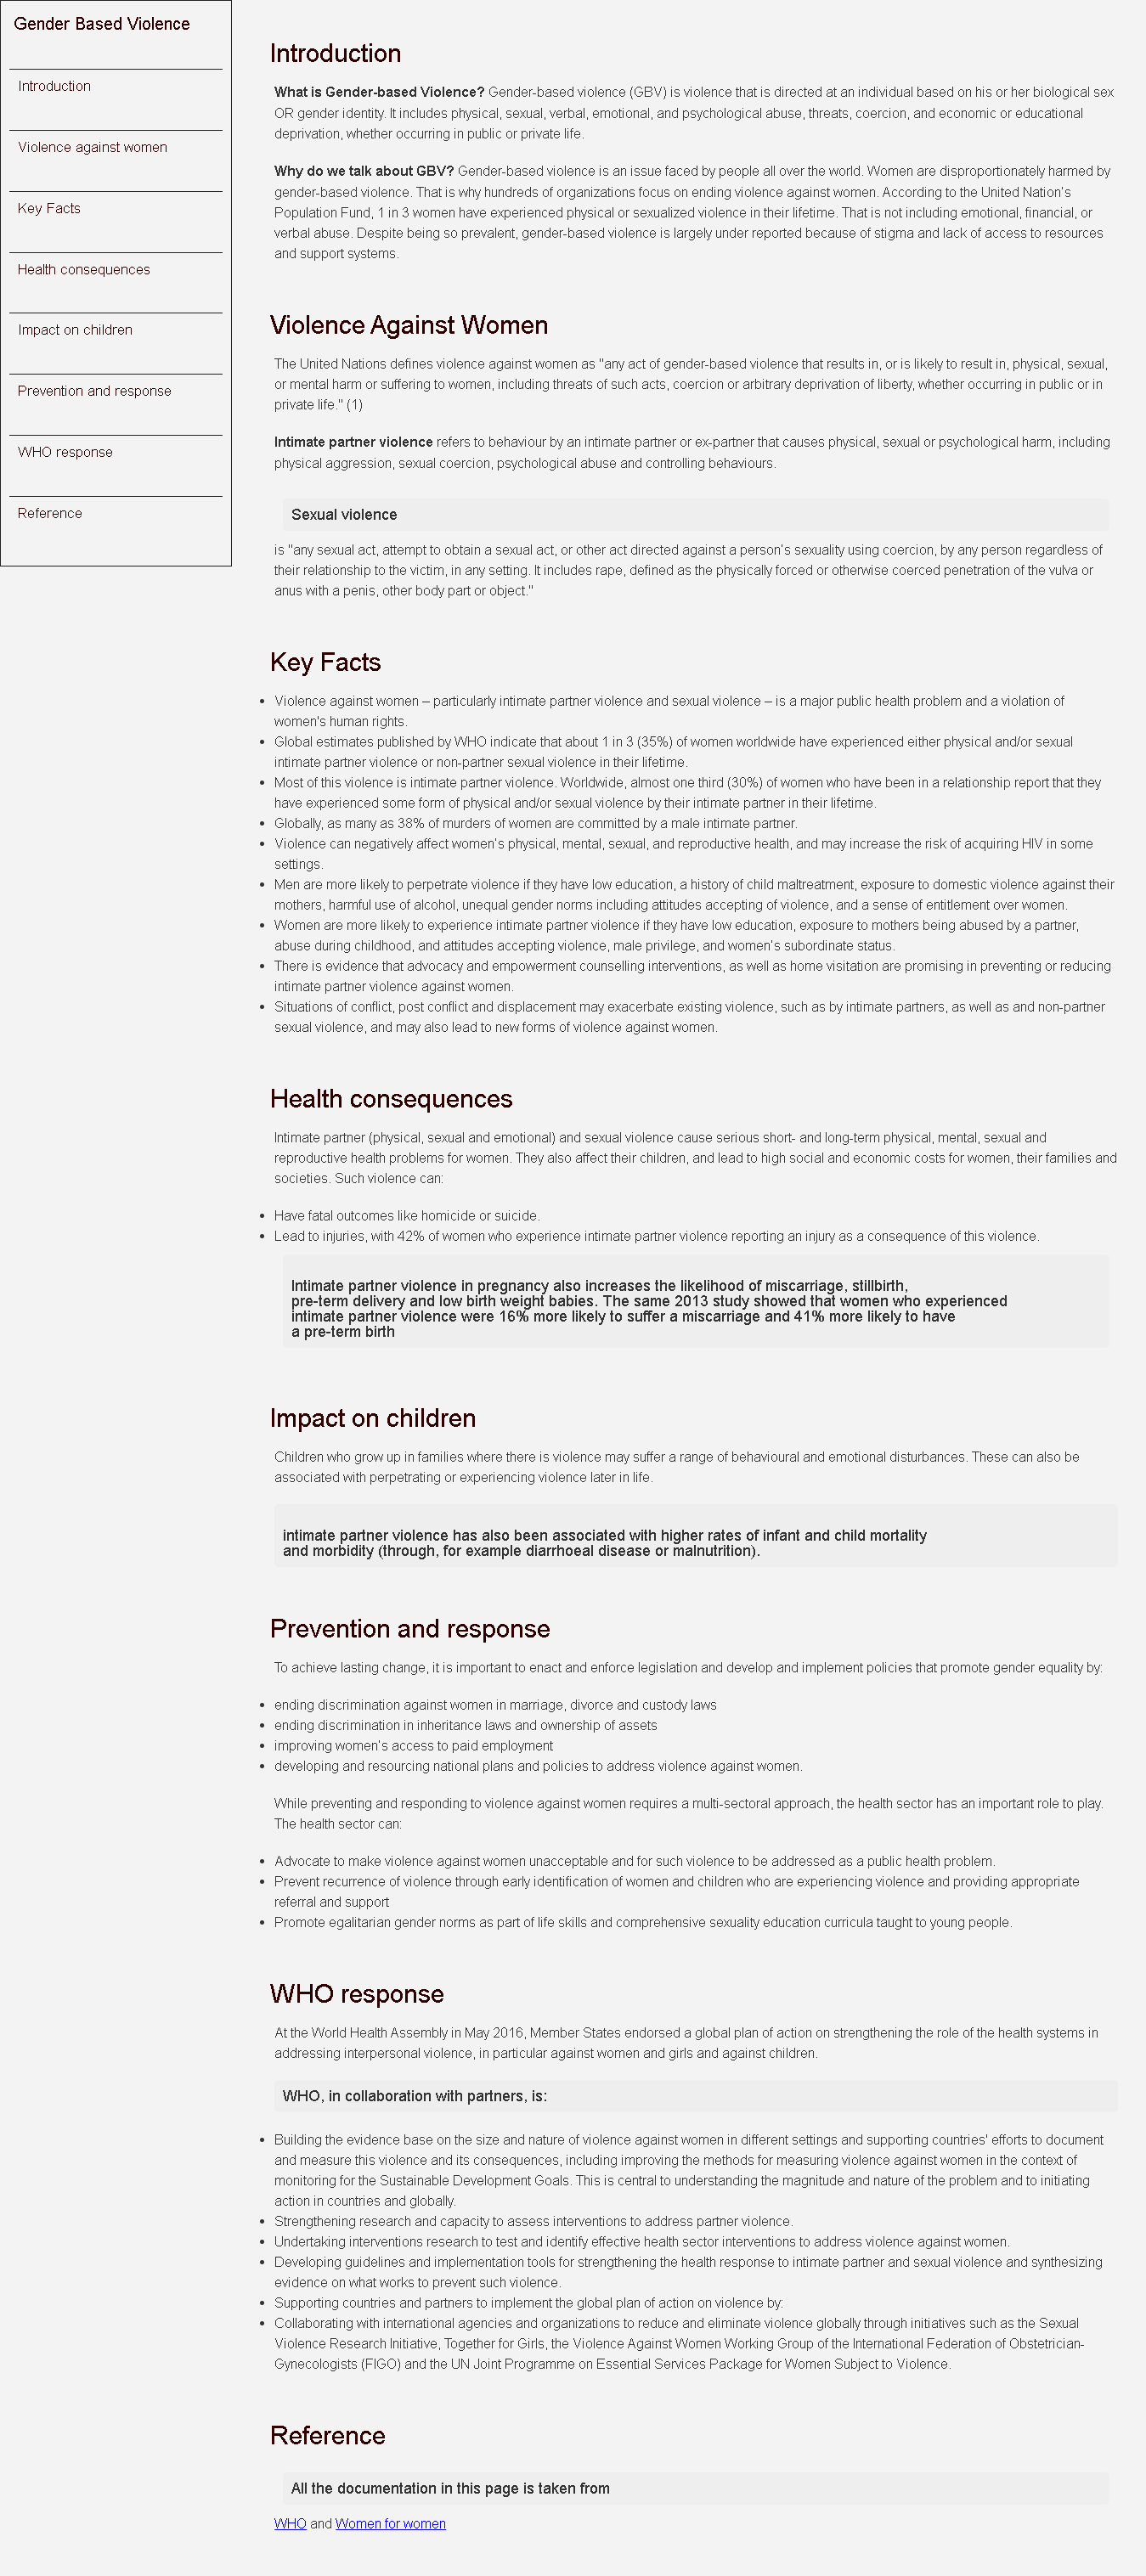 Gender Based Violence
Introduction
Violence against women
Key Facts
Health consequences
Impact on children
Prevention and response
WHO response
Reference
Introduction
What is Gender-based Violence? Gender-based violence (GBV) is violence that is directed at an individual based on his or her biological sex
OR gender identity. It includes physical, sexual, verbal, emotional, and psychological abuse, threats, coercion, and economic or educational
deprivation, whether occurring in public or private life.
Why do we talk about GBV? Gender-based violence is an issue faced by people all over the world. Women are disproportionately harmed by
gender-based violence. That is why hundreds of organizations focus on ending violence against women. According to the United Nation's
Population Fund, 1 in 3 women have experienced physical or sexualized violence in their lifetime. That is not including emotional, financial, or
verbal abuse. Despite being so prevalent, gender-based violence is largely under reported because of stigma and lack of access to resources
and support systems.
Violence Against Women
The United Nations defines violence against women as "any act of gender-based violence that results in, or is likely to result in, physical, sexual,
or mental harm or suffering to women, including threats of such acts, coercion or arbitrary deprivation of liberty, whether occurring in public or in
private life." (1)
Intimate partner violence refers to behaviour by an intimate partner or ex-partner that causes physical, sexual or psychological harm, including
physical aggression, sexual coercion, psychological abuse and controlling behaviours.
Sexual violence
is "any sexual act, attempt to obtain a sexual act, or other act directed against a person's sexuality using coercion, by any person regardless of
their relationship to the victim, in any setting. It includes rape, defined as the physically forced or otherwise coerced penetration of the vulva or
anus with a penis, other body part or object."
Key Facts
• Violence against women – particularly intimate partner violence and sexual violence – is a major public health problem and a violation of
women's human rights.
• Global estimates published by WHO indicate that about 1 in 3 (35%) of women worldwide have experienced either physical and/or sexual
intimate partner violence or non-partner sexual violence in their lifetime.
• Most of this violence is intimate partner violence. Worldwide, almost one third (30%) of women who have been in a relationship report that they
have experienced some form of physical and/or sexual violence by their intimate partner in their lifetime.
• Globally, as many as 38% of murders of women are committed by a male intimate partner.
• Violence can negatively affect women's physical, mental, sexual, and reproductive health, and may increase the risk of acquiring HIV in some
settings.
• Men are more likely to perpetrate violence if they have low education, a history of child maltreatment, exposure to domestic violence against their
mothers, harmful use of alcohol, unequal gender norms including attitudes accepting of violence, and a sense of entitlement over women.
• Women are more likely to experience intimate partner violence if they have low education, exposure to mothers being abused by a partner,
abuse during childhood, and attitudes accepting violence, male privilege, and women's subordinate status.
• There is evidence that advocacy and empowerment counselling interventions, as well as home visitation are promising in preventing or reducing
intimate partner violence against women.
• Situations of conflict, post conflict and displacement may exacerbate existing violence, such as by intimate partners, as well as and non-partner
sexual violence, and may also lead to new forms of violence against women.
Health consequences
Intimate partner (physical, sexual and emotional) and sexual violence cause serious short- and long-term physical, mental, sexual and
reproductive health problems for women. They also affect their children, and lead to high social and economic costs for women, their families and
societies. Such violence can:
• Have fatal outcomes like homicide or suicide.
• Lead to injuries, with 42% of women who experience intimate partner violence reporting an injury as a consequence of this violence.
Intimate partner violence in pregnancy also increases the likelihood of miscarriage, stillbirth,
pre-term delivery and low birth weight babies. The same 2013 study showed that women who experienced
intimate partner violence were 16% more likely to suffer a miscarriage and 41% more likely to have
a pre-term birth
Impact on children
Children who grow up in families where there is violence may suffer a range of behavioural and emotional disturbances. These can also be
associated with perpetrating or experiencing violence later in life.
intimate partner violence has also been associated with higher rates of infant and child mortality
and morbidity (through, for example diarrhoeal disease or malnutrition).
Prevention and response
To achieve lasting change, it is important to enact and enforce legislation and develop and implement policies that promote gender equality by:
• ending discrimination against women in marriage, divorce and custody laws
• ending discrimination in inheritance laws and ownership of assets
• improving women's access to paid employment
• developing and resourcing national plans and policies to address violence against women.
While preventing and responding to violence against women requires a multi-sectoral approach, the health sector has an important role to play.
The health sector can:
• Advocate to make violence against women unacceptable and for such violence to be addressed as a public health problem.
• Prevent recurrence of violence through early identification of women and children who are experiencing violence and providing appropriate
referral and support
• Promote egalitarian gender norms as part of life skills and comprehensive sexuality education curricula taught to young people.
WHO response
At the World Health Assembly in May 2016, Member States endorsed a global plan of action on strengthening the role of the health systems in
addressing interpersonal violence, in particular against women and girls and against children.
WHO, in collaboration with partners, is:
• Building the evidence base on the size and nature of violence against women in different settings and supporting countries' efforts to document
and measure this violence and its consequences, including improving the methods for measuring violence against women in the context of
monitoring for the Sustainable Development Goals. This is central to understanding the magnitude and nature of the problem and to initiating
action in countries and globally.
• Strengthening research and capacity to assess interventions to address partner violence.
• Undertaking interventions research to test and identify effective health sector interventions to address violence against women.
• Developing guidelines and implementation tools for strengthening the health response to intimate partner and sexual violence and synthesizing
evidence on what works to prevent such violence.
• Supporting countries and partners to implement the global plan of action on violence by:
• Collaborating with international agencies and organizations to reduce and eliminate violence globally through initiatives such as the Sexual
Violence Research Initiative, Together for Girls, the Violence Against Women Working Group of the International Federation of Obstetrician-
Gynecologists (FIGO) and the UN Joint Programme on Essential Services Package for Women Subject to Violence.
Reference
All the documentation in this page is taken from
WHO and Women for women